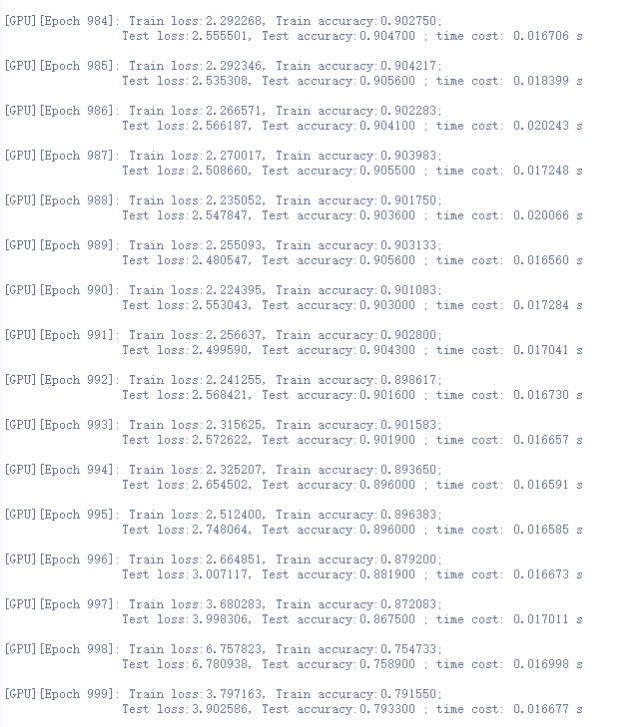 [GPU][Epoch 984]: Train loss:2.292268, Train accuracy:0.902750;
Test loss:2.555501, Test accuracy:0.904700 ; time cost: 0.016706 s
[GPU][Epoch 985]: Train loss:2.292346, Train accuracy:0.904217;
Test loss:2.535308, Test accuracy:0.905600 ; time cost: 0.018399 s
[GPU][Epoch 986]: Train loss:2.266571, Train accuracy:0.902283;
Test loss:2.566187, Test accuracy:0.904100 ; time cost: 0.020243 s
[GPU][Epoch 987]: Train loss:2.270017, Train accuracy:0.903983;
Test loss:2.508660, Test accuracy:0.905500 ; time cost: 0.017248 s
[GPU][Epoch 988]: Train loss:2.235052, Train accuracy:0.901750;
Test loss:2.547847, Test accuracy:0.903600 ; time cost: 0.020066 s
[GPU][Epoch 989]: Train loss:2.255093, Train accuracy:0.903133;
Test loss:2.480547, Test accuracy:0.905600 ; time cost: 0.016560 s
[GPU][Epoch 990]: Train loss:2.224395, Train accuracy:0.901083;
Test loss:2.553043, Test accuracy:0.903000 ; time cost: 0.017284 s
[GPU][Epoch 991]: Train loss:2.256637, Train accuracy:0.902800;
Test loss:2.499590, Test accuracy:0.904300 ; time cost: 0.017041 s
[GPU][Epoch 992]: Train loss:2.241255, Train accuracy:0.898617;
Test loss:2.568421, Test accuracy:0.901600 ; time cost: 0.016730 s
[GPU][Epoch 993]: Train loss:2.315625, Train accuracy:0.901583;
Test loss:2.572622, Test accuracy:0.901900 ; time cost: 0.016657 s
[GPU][Epoch 994]: Train loss:2.325207, Train accuracy:0.893650;
Test loss:2.654502, Test accuracy:0.896000 ; time cost: 0.016591 s
[GPU][Epoch 995]: Train loss:2.512400, Train accuracy:0.896383;
Test loss:2.748064, Test accuracy:0.896000 ; time cost: 0.016585 s
[GPU][Epoch 996]: Train loss:2.664851, Train accuracy:0.879200;
Test loss:3.007117, Test accuracy:0.881900 ; time cost: 0.016673 s
[GPU][Epoch 997]: Train loss:3.680283, Train accuracy:0.872083;
Test loss:3.998306, Test accuracy:0.867500 ; time cost: 0.017011 s
[GPU][Epoch 998]: Train loss:6.757823, Train accuracy:0.754733;
Test loss:6.780938, Test accuracy:0.758900 ; time cost: 0.016998 s
[GPU][Epoch 999]: Train loss:3.797163, Train accuracy:0.791550;
Test loss:3.902586, Test accuracy:0.793300 ; time cost: 0.016677 s